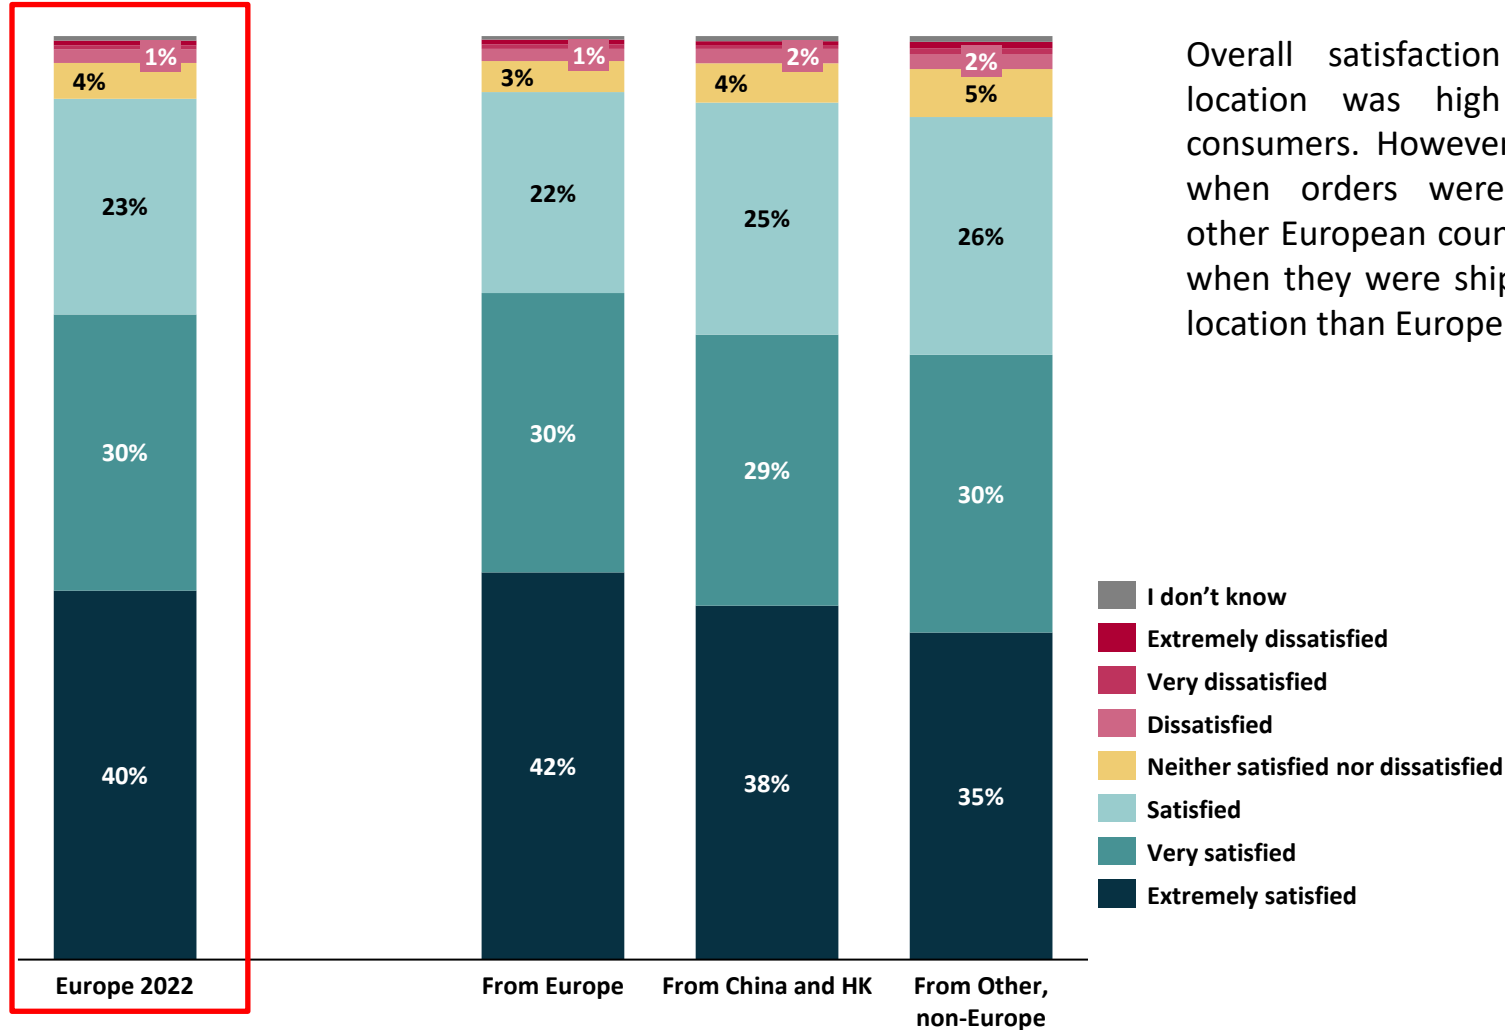 1%
4%
23%
30%
40%
Europe 2022
1%
3%
22%
30%
42%
From Europe
2%
4%
25%
29%
38%
From China and HK
2%
5%
26%
30%
35%
From Other,
non-Europe
Overall satisfaction
location was high
consumers. However
when orders were
other European coun
when they were ship
location than Europe
I don't know
Extremely dissatisfied
Very dissatisfied
Dissatisfied
Neither satisfied nor dissatisfied
Satisfied
Very satisfied
Extremely satisfied